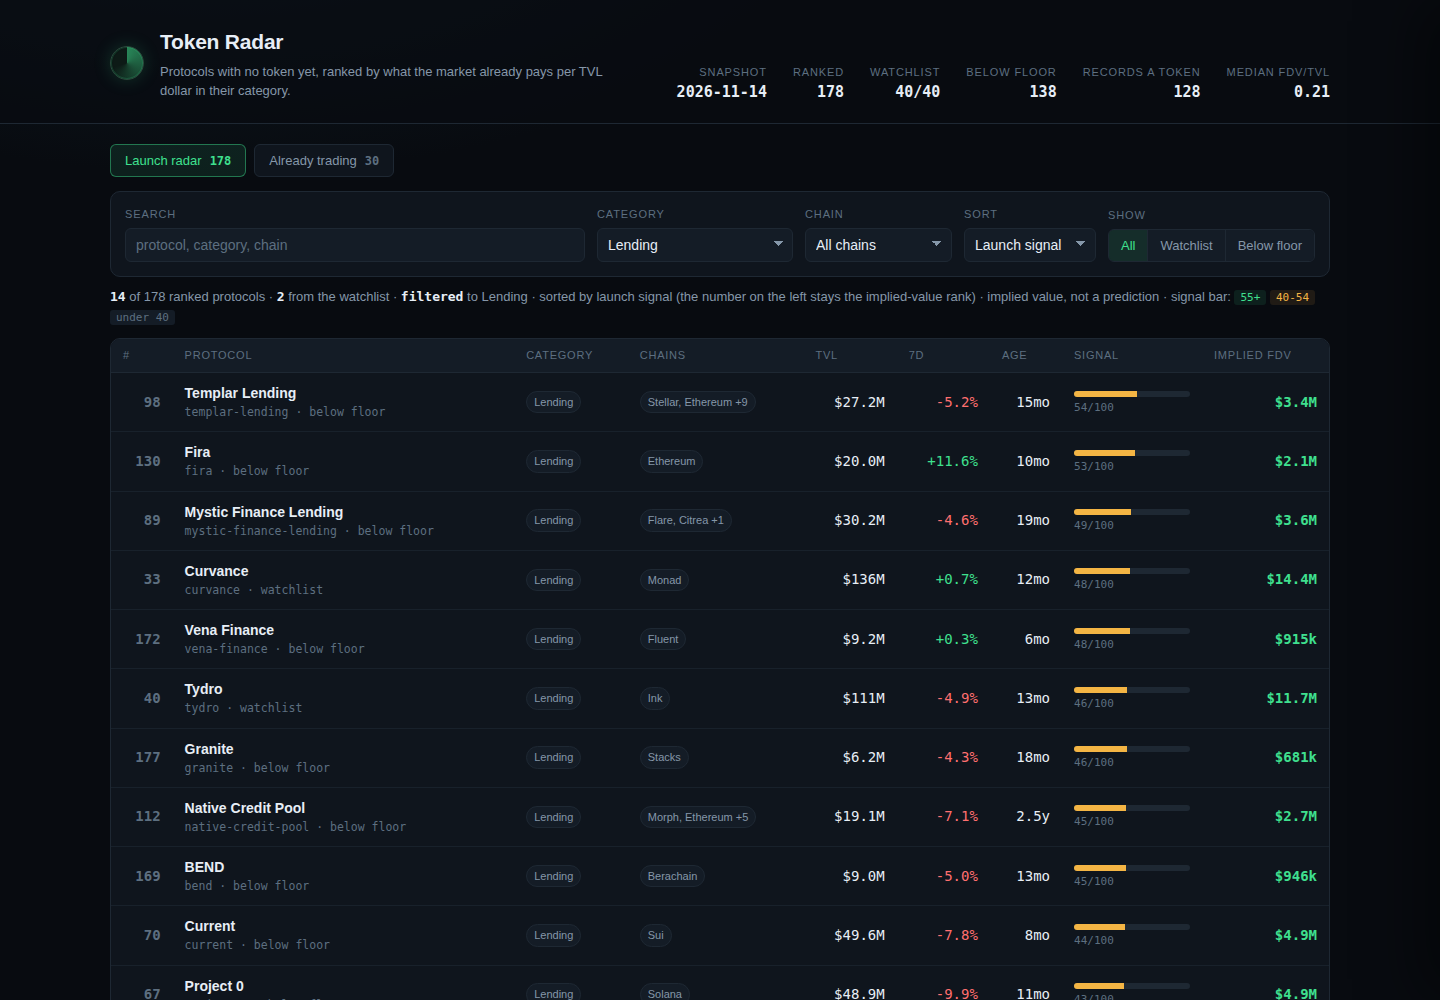 Token Radar
Protocols with no token yet, ranked by what the market already pays per TVL
dollar in their category.
SNAPSHOT RANKED WATCHLIST BELOW FLOOR RECORDS A TOKEN MEDIAN FDV/TVL
2026-11-14 178 40/40 138 128 0.21
Launch radar 178 Already trading 30
SEARCH CATEGORY CHAIN SORT SHOW
protocol, category, chain Lending All chains Launch signal All Watchlist Below floor
14 of 178 ranked protocols · 2 from the watchlist · filtered to Lending · sorted by launch signal (the number on the left stays the implied-value rank) · implied value, not a prediction · signal bar: 55+ 40-54
under 40
# PROTOCOL CATEGORY CHAINS TVL 7D AGE SIGNAL IMPLIED FDV
98 Templar Lending Lending Stellar, Ethereum +9 $27.2M -5.2% 15mo $3.4M
templar-lending · below floor 54/100
130 Fira Lending Ethereum $20.0M +11.6% 10mo $2.1M
fira · below floor 53/100
89 Mystic Finance Lending Lending Flare, Citrea +1 $30.2M -4.6% 19mo $3.6M
mystic-finance-lending · below floor 49/100
33 Curvance Lending Monad $136M +0.7% 12mo $14.4M
curvance · watchlist 48/100
172 Vena Finance Lending Fluent $9.2M +0.3% 6mo $915k
vena-finance · below floor 48/100
40 Tydro Lending Ink $111M -4.9% 13mo $11.7M
tydro · watchlist 46/100
177 Granite Lending Stacks $6.2M -4.3% 18mo $681k
granite · below floor 46/100
112 Native Credit Pool Lending Morph, Ethereum +5 $19.1M -7.1% 2.5y $2.7M
native-credit-pool · below floor 45/100
169 BEND Lending Berachain $9.0M -5.0% 13mo $946k
bend · below floor 45/100
70 Current Lending Sui $49.6M -7.8% 8mo $4.9M
current · below floor 44/100
67 Project 0 Lending Solana $48.9M -9.9% 11mo $4.9M